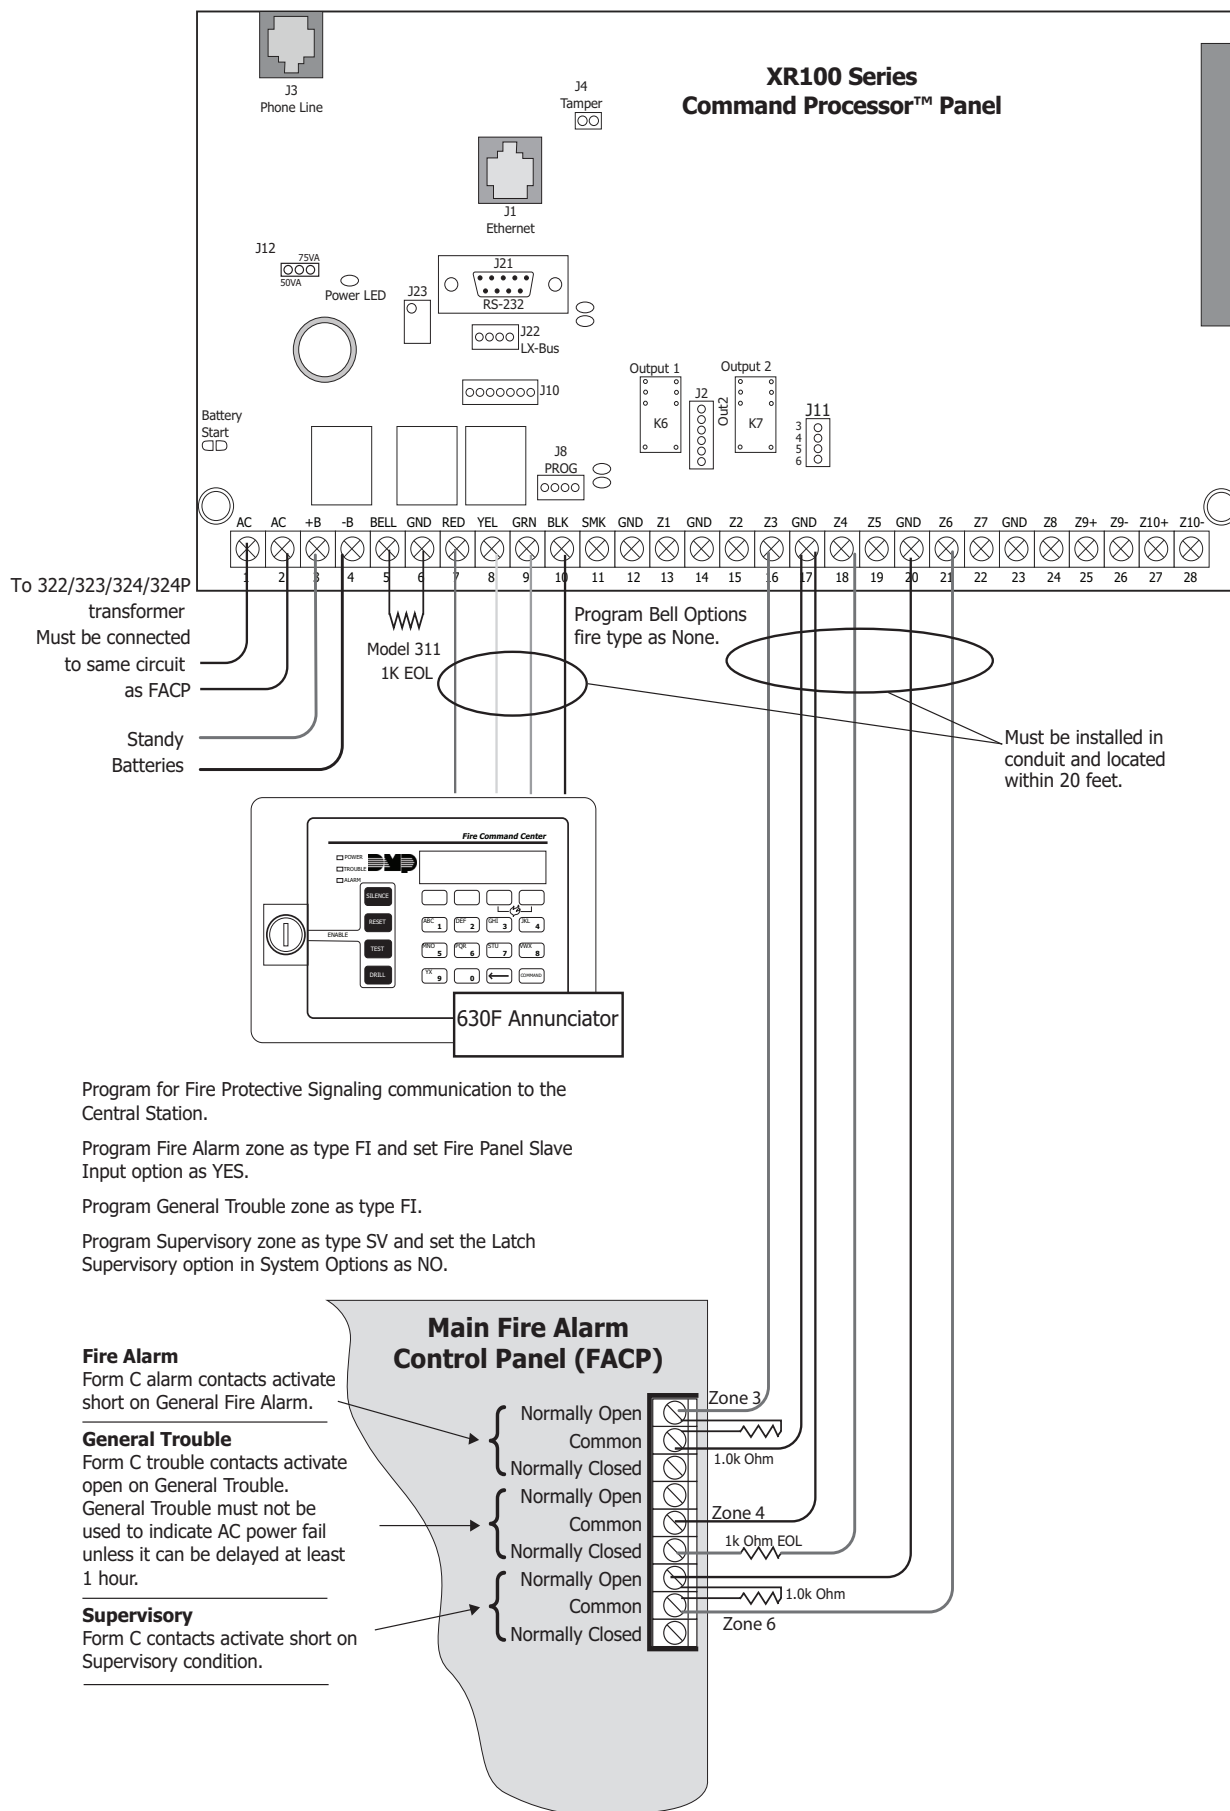 XR100 Series
Command Processor™ Panel
J3
Phone Line
J4
Tamper
J1
Ethernet
J12
75VA
50VA
Power LED
J23
J21
RS-232
J22
LX-Bus
J10
Output 1
K6
J2
Out2
Output 2
K7
J11
3
4
5
6
Battery
Start
J8
PROG
AC AC +B -B BELL GND RED YEL GRN BLK SMK GND Z1 GND Z2 Z3 GND Z4 Z5 GND Z6 Z7 GND Z8 Z9+ Z9- Z10+ Z10-
1 2 3 4 5 6 7 8 9 10 11 12 13 14 15 16 17 18 19 20 21 22 23 24 25 26 27 28
To 322/323/324/324P
transformer
Must be connected
to same circuit
as FACP
Standy
Batteries
Model 311
1K EOL
Program Bell Options
fire type as None.
Must be installed in
conduit and located
within 20 feet.
Fire Command Center
POWER
TROUBLE
ALARM
DMP
SILENCE
RESET
ENABLE
TEST
DRILL
ABC 1 DEF 2 GHI 3 JKL 4
MNO 5 PQR 6 STU 7 VWX 8
YX 9 0 COMMAND
630F Annunciator
Program for Fire Protective Signaling communication to the
Central Station.
Program Fire Alarm zone as type FI and set Fire Panel Slave
Input option as YES.
Program General Trouble zone as type FI.
Program Supervisory zone as type SV and set the Latch
Supervisory option in System Options as NO.
Main Fire Alarm
Control Panel (FACP)
Fire Alarm
Form C alarm contacts activate
short on General Fire Alarm.
General Trouble
Form C trouble contacts activate
open on General Trouble.
General Trouble must not be
used to indicate AC power fail
unless it can be delayed at least
1 hour.
Supervisory
Form C contacts activate short on
Supervisory condition.
Normally Open
Common
Normally Closed
Normally Open
Common
Normally Closed
Normally Open
Common
Normally Closed
Zone 3
1.0k Ohm
Zone 4
1k Ohm EOL
1.0k Ohm
Zone 6